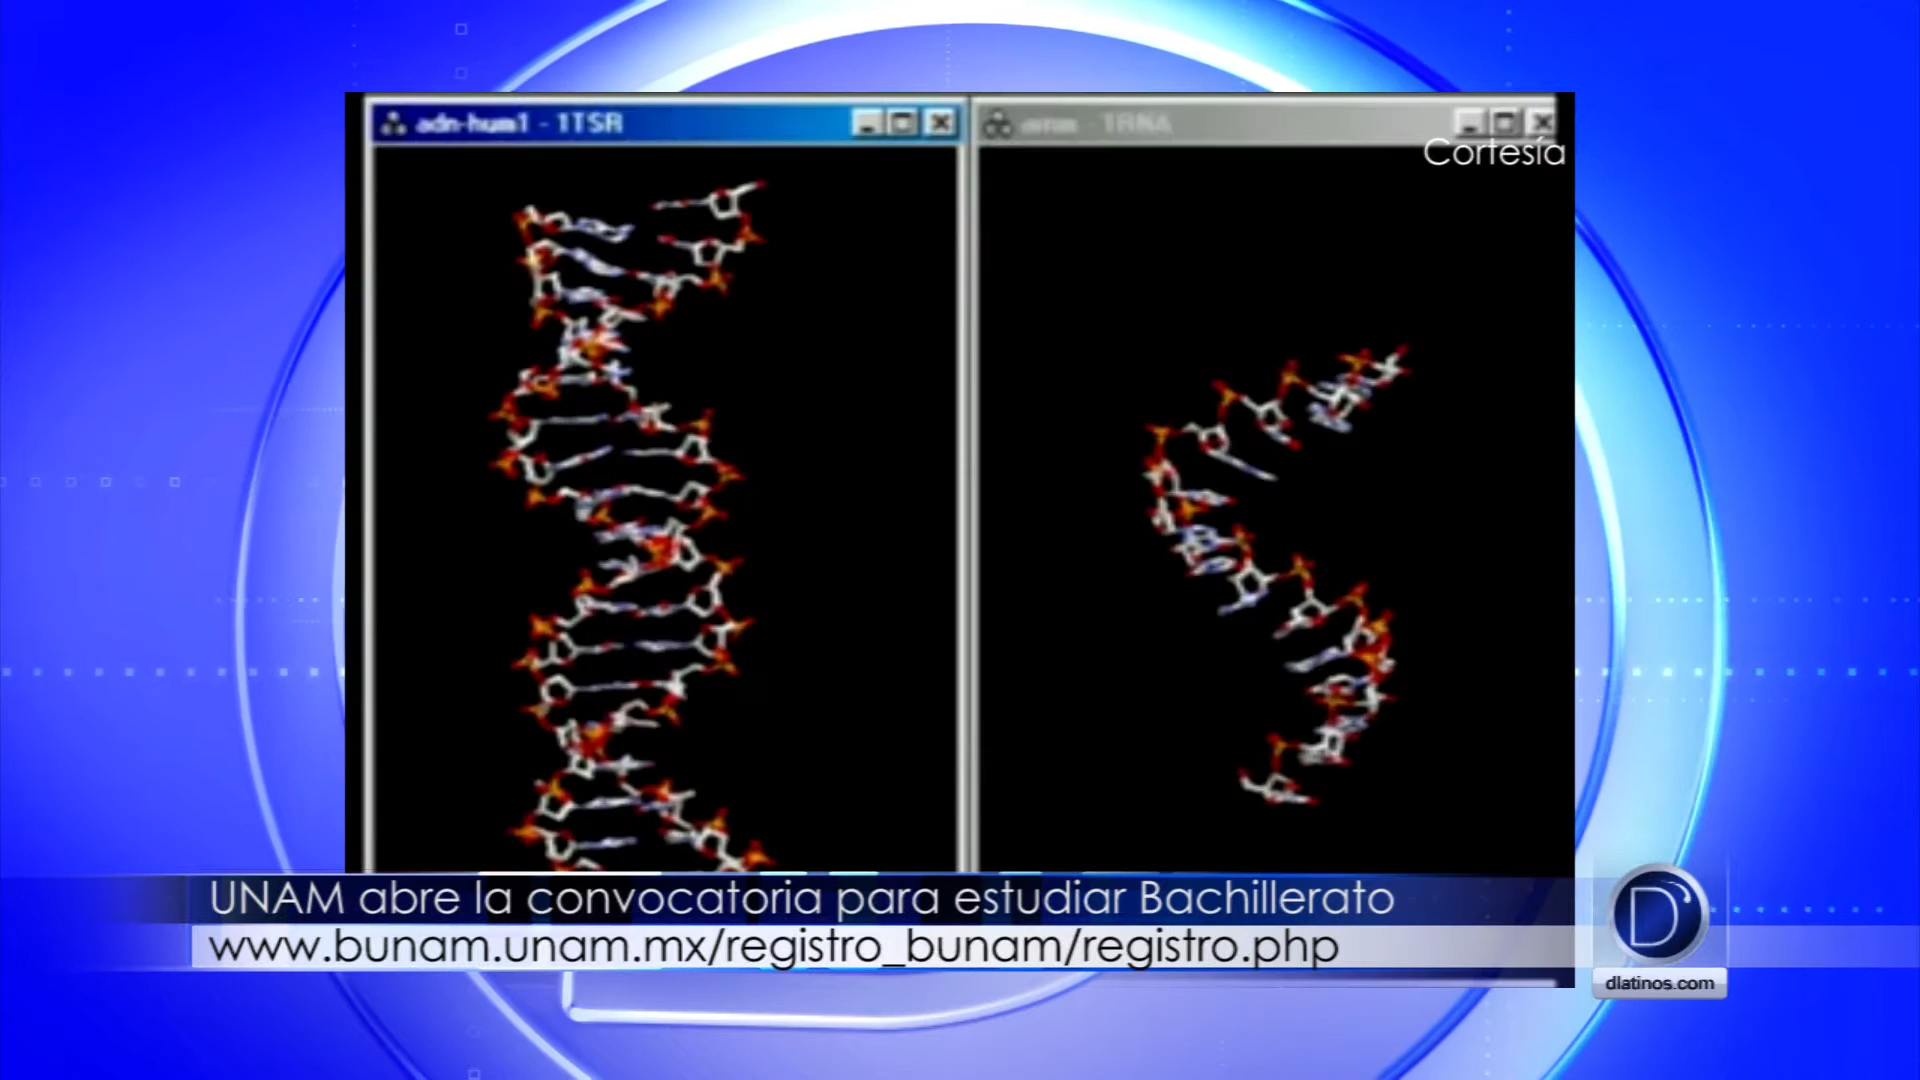 adn-hum1 - 1TSR
1RNA
Cortesía
UNAM abre la convocatoria para estudiar Bachillerato
www.bunam.unam.mx/registro_bunam/registro.php
D
dlatinos.com